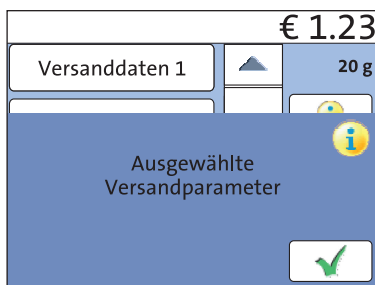 € 1.23
Versanddaten 1
20 g
Ausgewählte
Versandparameter